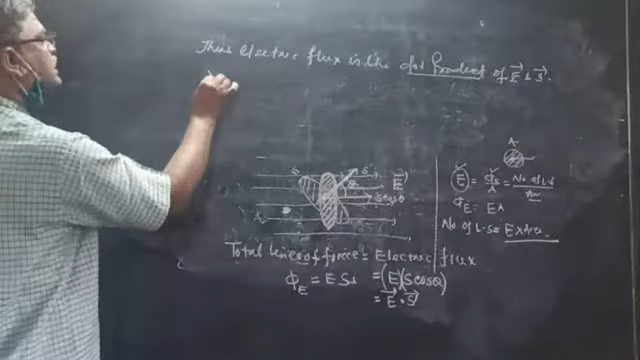 Thus electric flux is the dot Product of E⃗ & S⃗.
S S⃗ E⃗
θ
S cosθ
Total lines of force = Electric flux
ϕ_E = E S⊥ = (E)(S cosθ)
= E⃗ · S⃗
A
E = ϕ_E/A = No of L.f/Area
ϕ_E = EA
No of L.S = E x Area.